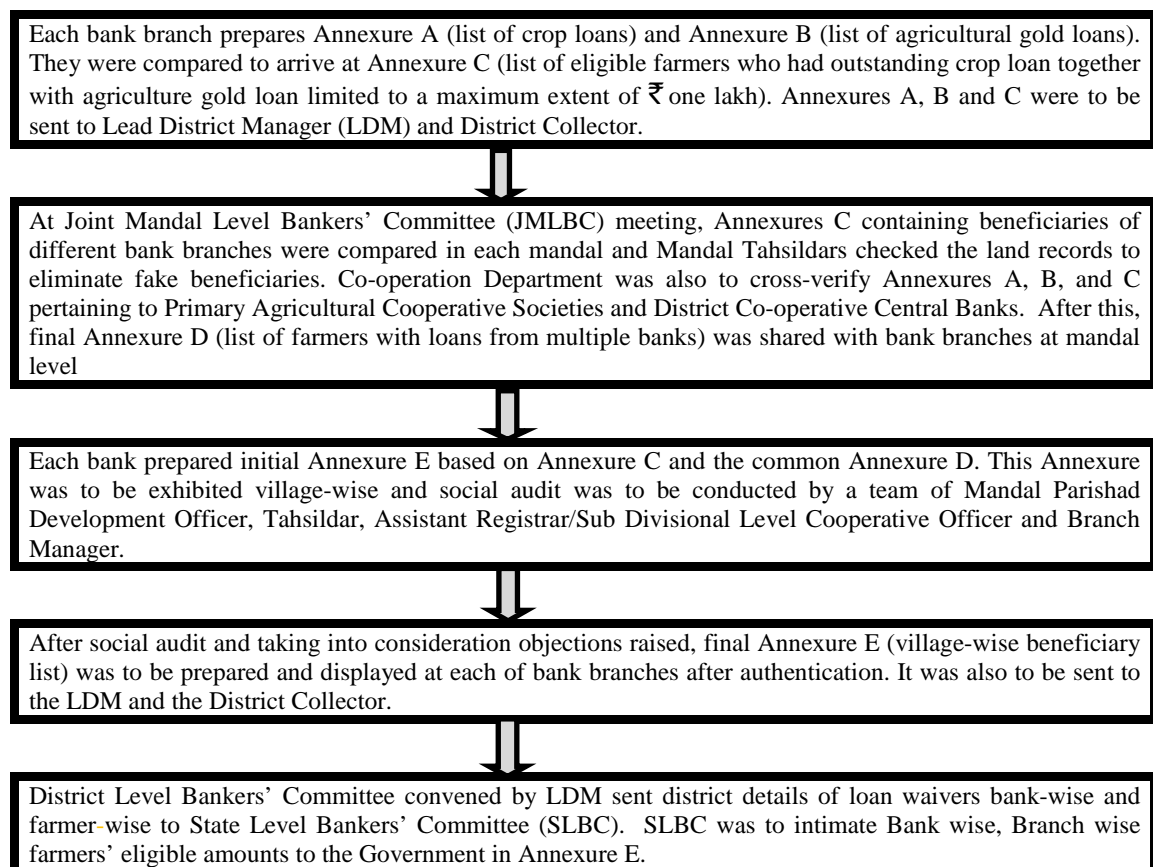 Each bank branch prepares Annexure A (list of crop loans) and Annexure B (list of agricultural gold loans).
They were compared to arrive at Annexure C (list of eligible farmers who had outstanding crop loan together
with agriculture gold loan limited to a maximum extent of ₹ one lakh). Annexures A, B and C were to be
sent to Lead District Manager (LDM) and District Collector.
At Joint Mandal Level Bankers’ Committee (JMLBC) meeting, Annexures C containing beneficiaries of
different bank branches were compared in each mandal and Mandal Tahsildars checked the land records to
eliminate fake beneficiaries. Co-operation Department was also to cross-verify Annexures A, B, and C
pertaining to Primary Agricultural Cooperative Societies and District Co-operative Central Banks. After this,
final Annexure D (list of farmers with loans from multiple banks) was shared with bank branches at mandal
level
Each bank prepared initial Annexure E based on Annexure C and the common Annexure D. This Annexure
was to be exhibited village-wise and social audit was to be conducted by a team of Mandal Parishad
Development Officer, Tahsildar, Assistant Registrar/Sub Divisional Level Cooperative Officer and Branch
Manager.
After social audit and taking into consideration objections raised, final Annexure E (village-wise beneficiary
list) was to be prepared and displayed at each of bank branches after authentication. It was also to be sent to
the LDM and the District Collector.
District Level Bankers’ Committee convened by LDM sent district details of loan waivers bank-wise and
farmer-wise to State Level Bankers’ Committee (SLBC). SLBC was to intimate Bank wise, Branch wise
farmers’ eligible amounts to the Government in Annexure E.